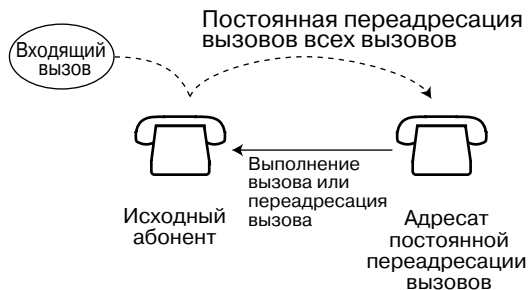 Постоянная переадресация
вызовов всех вызовов
Входящий
вызов
Выполнение
вызова или
переадресация
вызова
Исходный
абонент
Адресат
постоянной
переадресации
вызовов